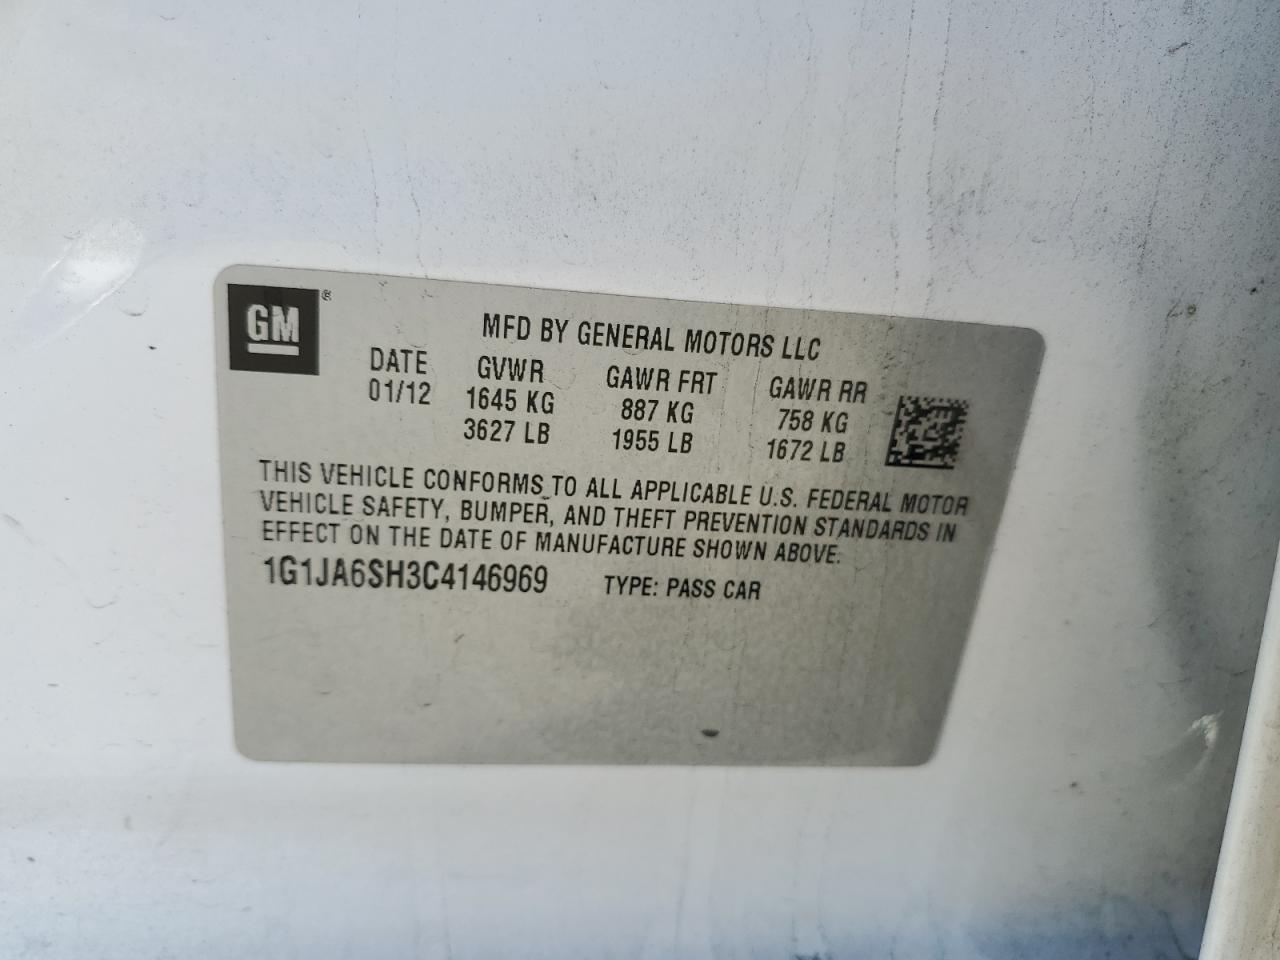 GM®
MFD BY GENERAL MOTORS LLC
DATE GVWR GAWR FRT GAWR RR
01/12 1645 KG 887 KG 758 KG
3627 LB 1955 LB 1672 LB
THIS VEHICLE CONFORMS TO ALL APPLICABLE U.S. FEDERAL MOTOR
VEHICLE SAFETY, BUMPER, AND THEFT PREVENTION STANDARDS IN
EFFECT ON THE DATE OF MANUFACTURE SHOWN ABOVE.
1G1JA6SH3C4146969 TYPE: PASS CAR